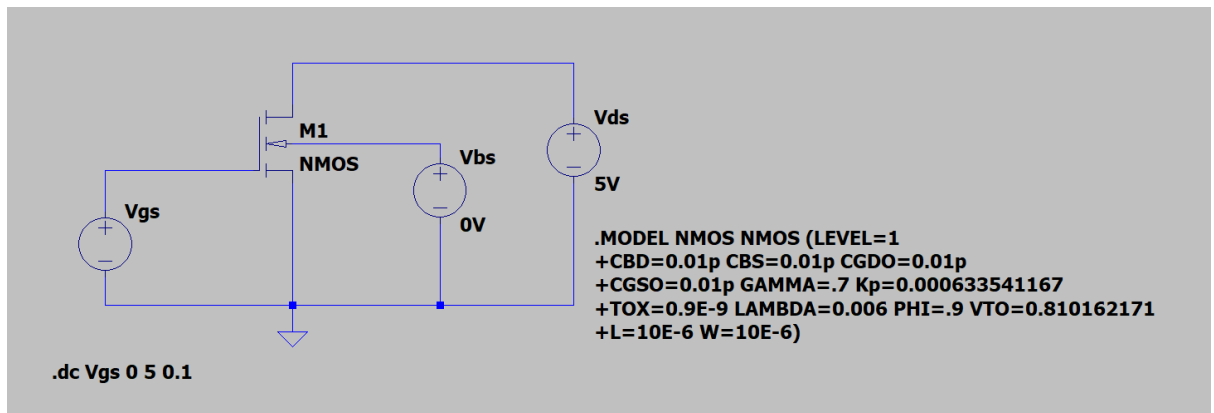 M1
NMOS
Vgs
Vbs
0V
Vds
5V
.MODEL NMOS NMOS (LEVEL=1
+CBD=0.01p CBS=0.01p CGDO=0.01p
+CGSO=0.01p GAMMA=.7 Kp=0.000633541167
+TOX=0.9E-9 LAMBDA=0.006 PHI=.9 VTO=0.810162171
+L=10E-6 W=10E-6)
.dc Vgs 0 5 0.1